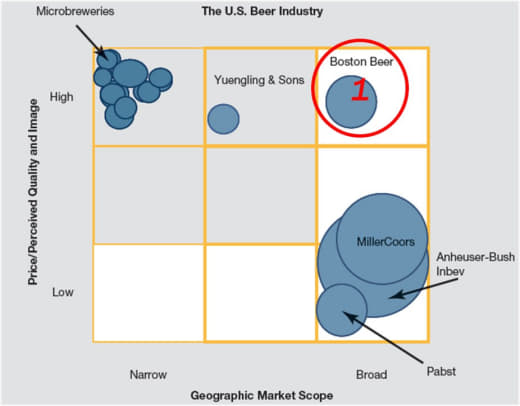 Microbreweries
The U.S. Beer Industry
Boston Beer
1
Yuengling & Sons
High
Price/Perceived Quality and Image
MillerCoors
Anheuser-Bush
Inbev
Low
Pabst
Narrow
Broad
Geographic Market Scope